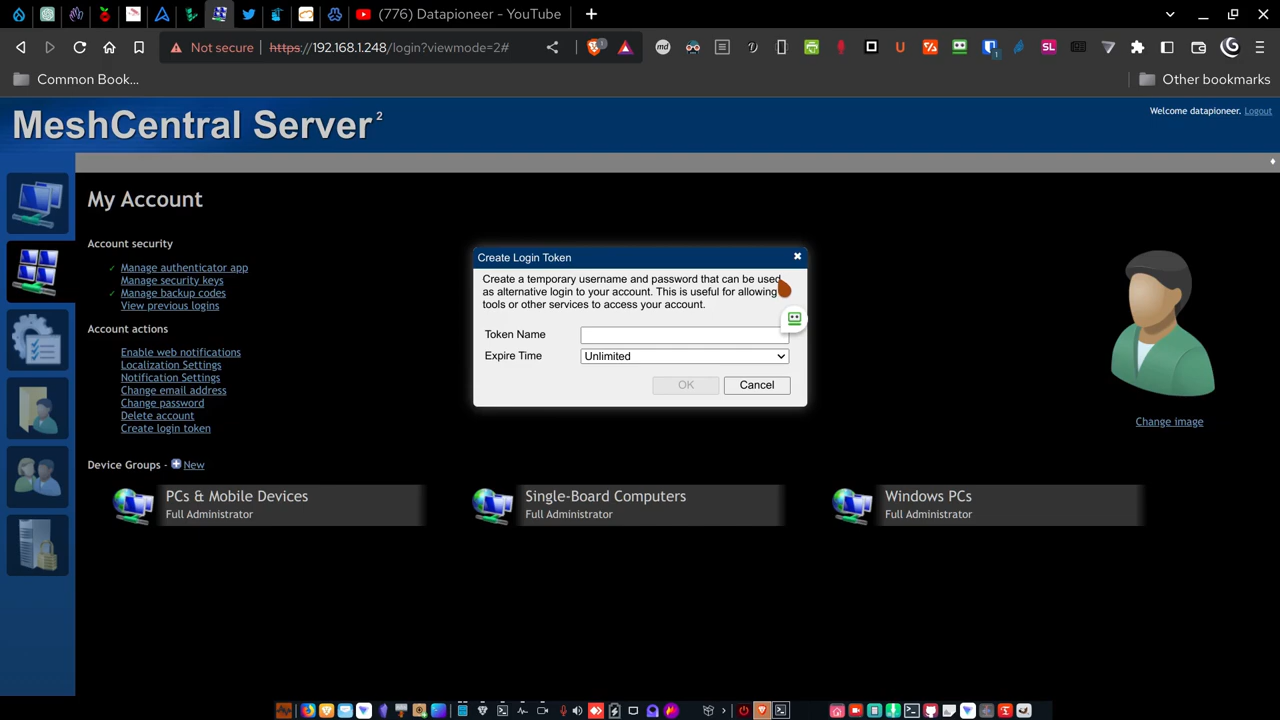 (776) Datapioneer - YouTube
Not secure https://192.168.1.248/login?viewmode=2#
Common Book...
Other bookmarks
MeshCentral Server 2
Welcome datapioneer. Logout
My Account
Account security
Manage authenticator app
Manage security keys
Manage backup codes
View previous logins
Account actions
Enable web notifications
Localization Settings
Notification Settings
Change email address
Change password
Delete account
Create login token
Create Login Token
Create a temporary username and password that can be used
as alternative login to your account. This is useful for allowing
tools or other services to access your account.
Token Name
Expire Time Unlimited
OK Cancel
Change image
Device Groups - New
PCs & Mobile Devices
Full Administrator
Single-Board Computers
Full Administrator
Windows PCs
Full Administrator